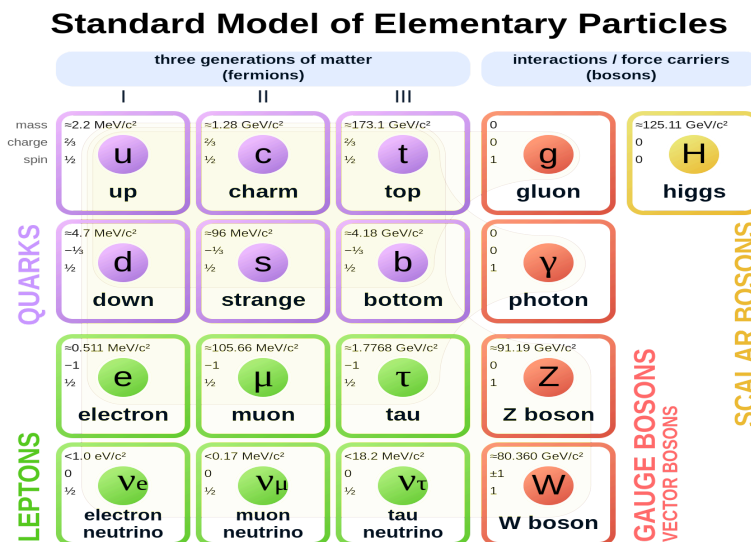 Standard Model of Elementary Particles
three generations of matter
(fermions)
interactions / force carriers
(bosons)
I II III
mass
charge
spin
≈2.2 MeV/c²
⅔
½
u
up
≈1.28 GeV/c²
⅔
½
c
charm
≈173.1 GeV/c²
⅔
½
t
top
0
0
1
g
gluon
≈125.11 GeV/c²
0
0
H
higgs
QUARKS
≈4.7 MeV/c²
−⅓
½
d
down
≈96 MeV/c²
−⅓
½
s
strange
≈4.18 GeV/c²
−⅓
½
b
bottom
0
0
1
γ
photon
SCALAR BOSONS
≈0.511 MeV/c²
−1
½
e
electron
≈105.66 MeV/c²
−1
½
μ
muon
≈1.7768 GeV/c²
−1
½
τ
tau
≈91.19 GeV/c²
0
1
Z
Z boson
GAUGE BOSONS
VECTOR BOSONS
LEPTONS
<1.0 eV/c²
0
½
νe
electron
neutrino
<0.17 MeV/c²
0
½
νμ
muon
neutrino
<18.2 MeV/c²
0
½
ντ
tau
neutrino
≈80.360 GeV/c²
±1
1
W
W boson